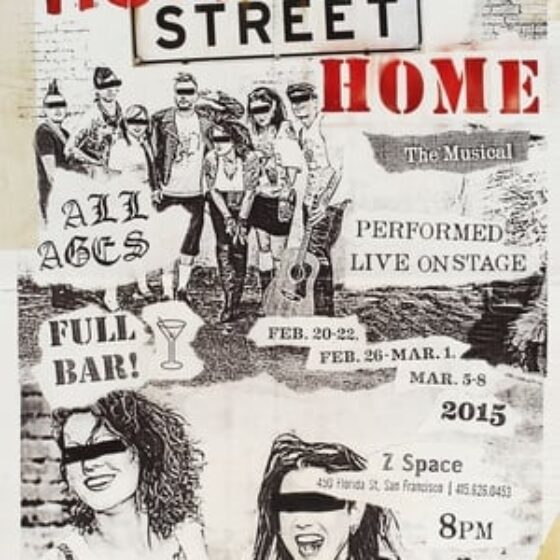 STREET
HOME
The Musical
ALL
AGES
PERFORMED
LIVE ON STAGE
FULL
BAR!
FEB. 20-22,
FEB. 26-MAR. 1.
MAR. 5-8
2015
Z Space
450 Florida St, San Francisco | 415.626.0453
8PM